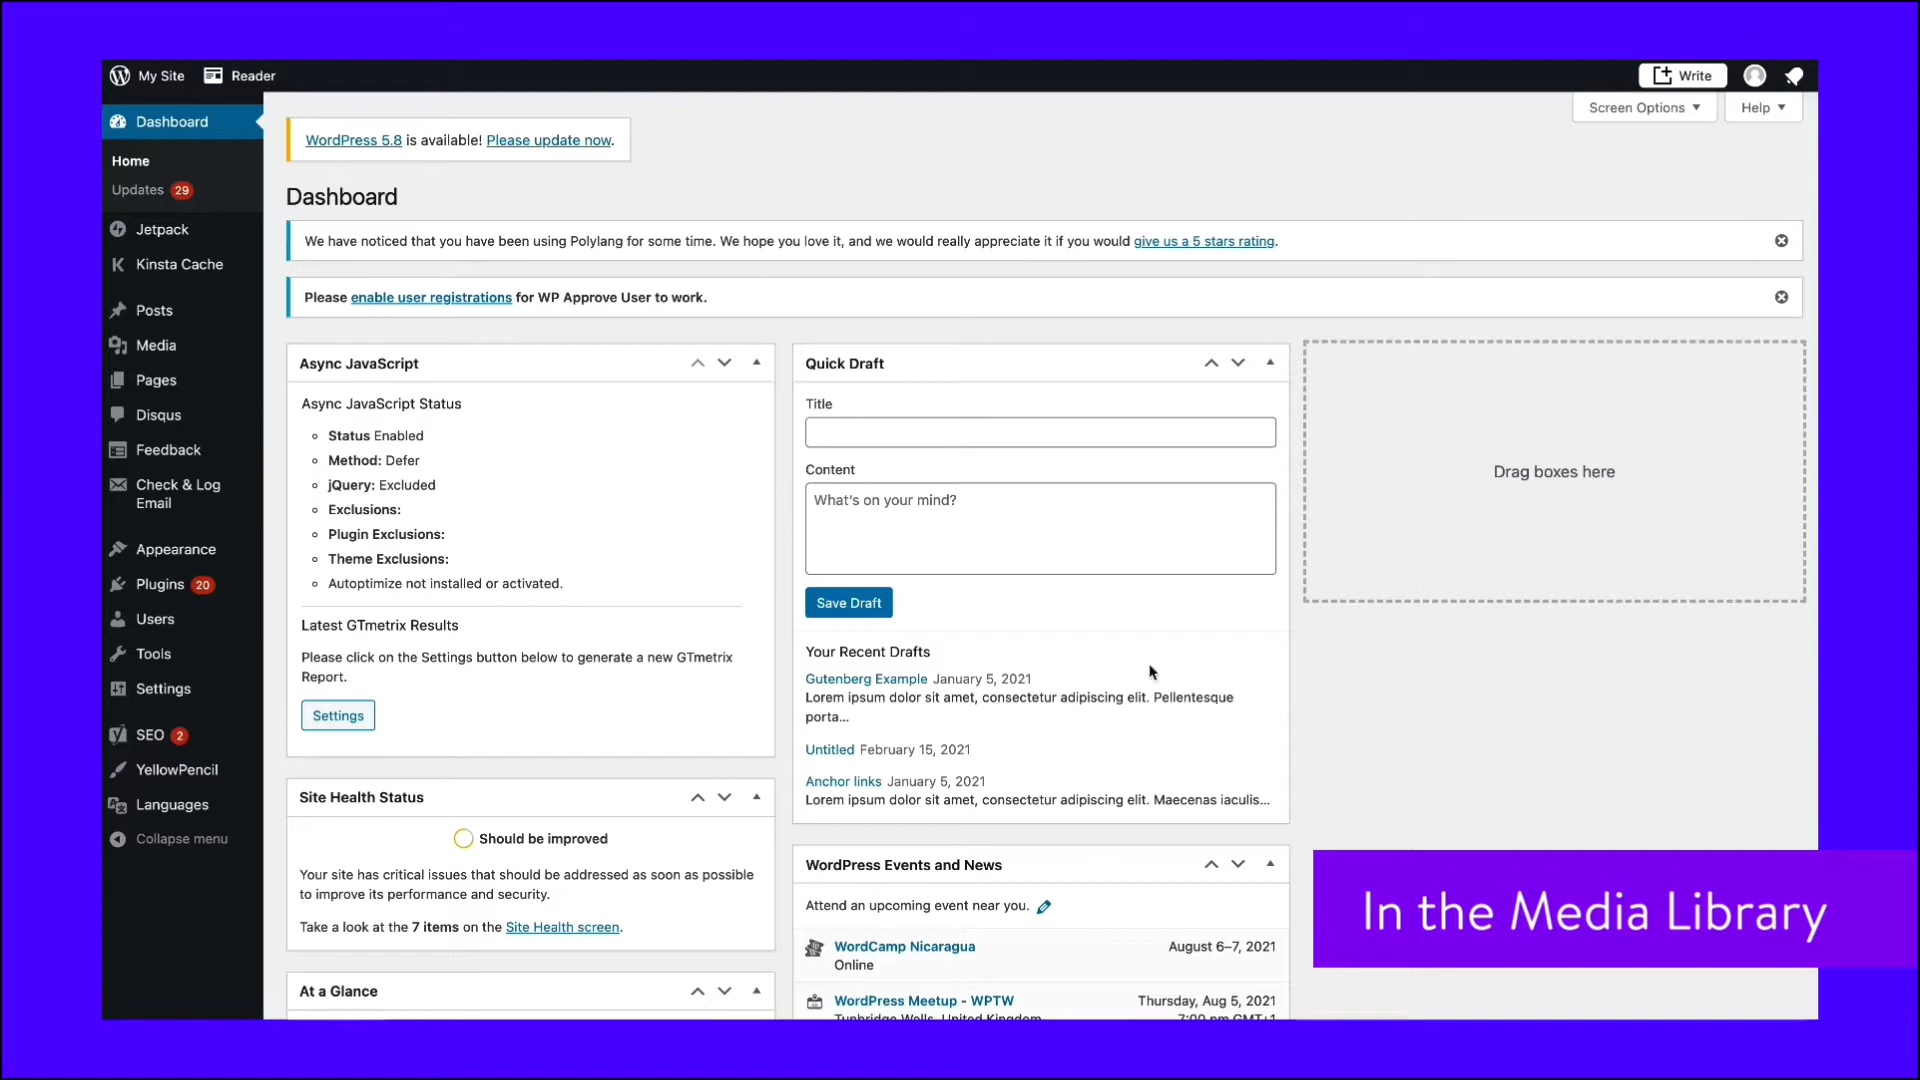 My Site
Reader
Write
Screen Options
Help
Dashboard
Home
Updates 29
Jetpack
Kinsta Cache
Posts
Media
Pages
Disqus
Feedback
Check & Log
Email
Appearance
Plugins 20
Users
Tools
Settings
SEO 2
YellowPencil
Languages
Collapse menu
WordPress 5.8 is available! Please update now.
Dashboard
We have noticed that you have been using Polylang for some time. We hope you love it, and we would really appreciate it if you would give us a 5 stars rating.
Please enable user registrations for WP Approve User to work.
Async JavaScript
Async JavaScript Status
Status Enabled
Method: Defer
jQuery: Excluded
Exclusions:
Plugin Exclusions:
Theme Exclusions:
Autoptimize not installed or activated.
Latest GTmetrix Results
Please click on the Settings button below to generate a new GTmetrix
Report.
Settings
Site Health Status
Should be improved
Your site has critical issues that should be addressed as soon as possible
to improve its performance and security.
Take a look at the 7 items on the Site Health screen.
At a Glance
Quick Draft
Title
Content
What's on your mind?
Save Draft
Your Recent Drafts
Gutenberg Example January 5, 2021
Lorem ipsum dolor sit amet, consectetur adipiscing elit. Pellentesque
porta...
Untitled February 15, 2021
Anchor links January 5, 2021
Lorem ipsum dolor sit amet, consectetur adipiscing elit. Maecenas iaculis...
WordPress Events and News
Attend an upcoming event near you.
WordCamp Nicaragua August 6–7, 2021
Online
WordPress Meetup - WPTW Thursday, Aug 5, 2021
Tunbridge Wells, United Kingdom 7:00 pm GMT+1
Drag boxes here
In the Media Library